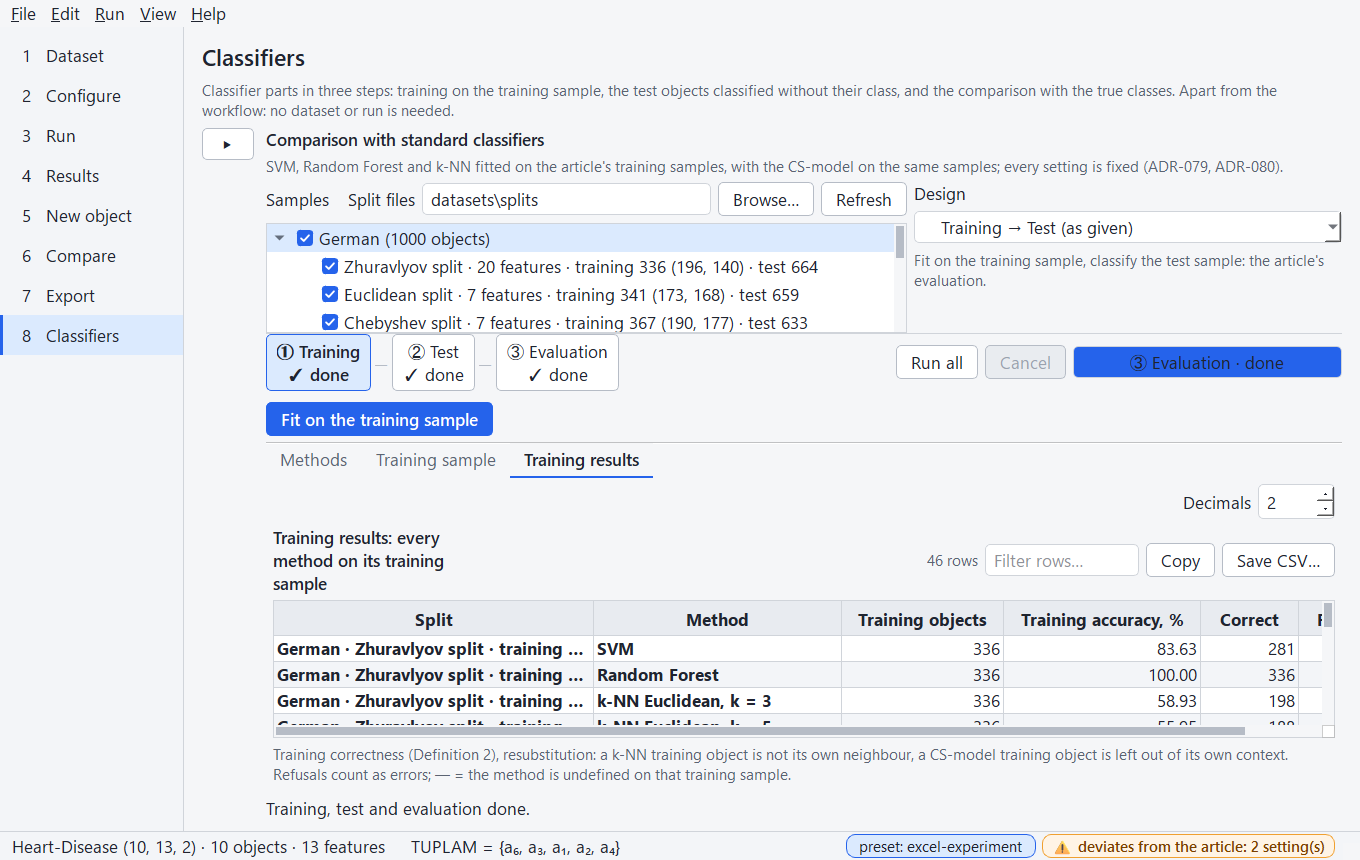 File Edit Run View Help
1 Dataset
2 Configure
3 Run
4 Results
5 New object
6 Compare
7 Export
8 Classifiers
Classifiers
Classifier parts in three steps: training on the training sample, the test objects classified without their class, and the comparison with the true classes. Apart from the
workflow: no dataset or run is needed.
Comparison with standard classifiers
SVM, Random Forest and k-NN fitted on the article's training samples, with the CS-model on the same samples; every setting is fixed (ADR-079, ADR-080).
Samples Split files datasets\splits Browse... Refresh
Design
German (1000 objects)
Zhuravlyov split · 20 features · training 336 (196, 140) · test 664
Euclidean split · 7 features · training 341 (173, 168) · test 659
Chebyshev split · 7 features · training 367 (190, 177) · test 633
Training → Test (as given)
Fit on the training sample, classify the test sample: the article's
evaluation.
① Training
✓ done
② Test
✓ done
③ Evaluation
✓ done
Run all Cancel ③ Evaluation · done
Fit on the training sample
Methods Training sample Training results
Decimals 2
Training results: every
method on its training
sample
46 rows Filter rows... Copy Save CSV...
Split Method Training objects Training accuracy, % Correct
German · Zhuravlyov split · training ... SVM 336 83.63 281
German · Zhuravlyov split · training ... Random Forest 336 100.00 336
German · Zhuravlyov split · training ... k-NN Euclidean, k = 3 336 58.93 198
Training correctness (Definition 2), resubstitution: a k-NN training object is not its own neighbour, a CS-model training object is left out of its own context.
Refusals count as errors; — = the method is undefined on that training sample.
Training, test and evaluation done.
Heart-Disease (10, 13, 2) · 10 objects · 13 features TUPLAM = {a₆, a₃, a₁, a₂, a₄} preset: excel-experiment ⚠ deviates from the article: 2 setting(s)